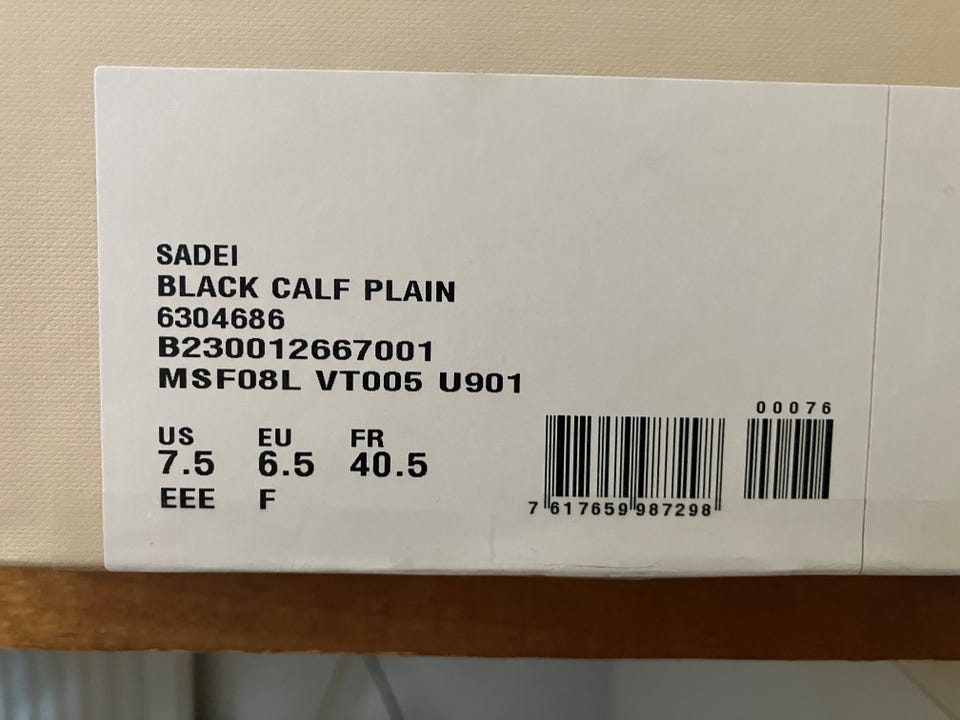 SADEI
BLACK CALF PLAIN
6304686
B230012667001
MSF08L VT005 U901
US EU FR
7.5 6.5 40.5
EEE F
00076
7 617659 987298